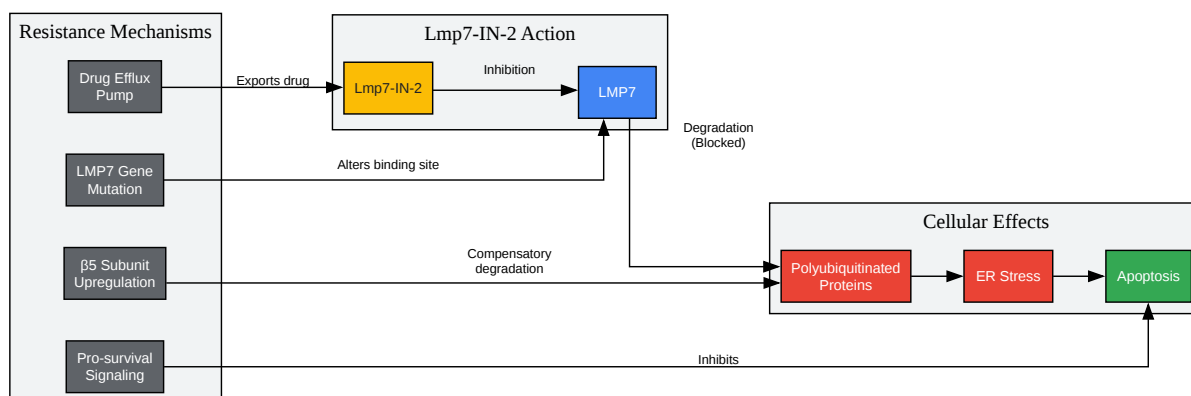 Resistance Mechanisms
Drug Efflux
Pump
LMP7 Gene
Mutation
β5 Subunit
Upregulation
Pro-survival
Signaling
Exports drug
Alters binding site
Compensatory
degradation
Inhibits
Lmp7-IN-2 Action
Lmp7-IN-2
Inhibition
LMP7
Degradation
(Blocked)
Cellular Effects
Polyubiquitinated
Proteins
ER Stress
Apoptosis